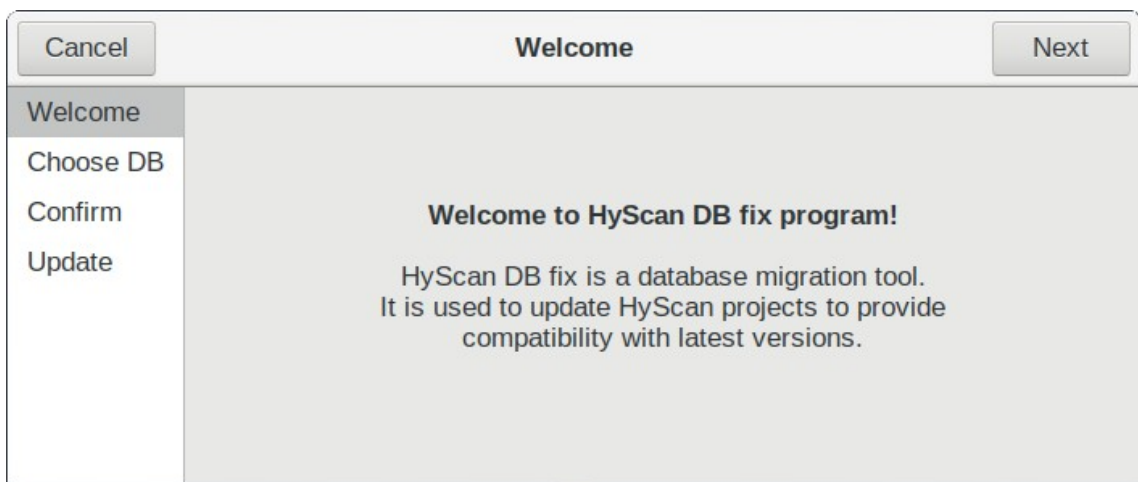 Cancel
Welcome
Next
Welcome
Choose DB
Confirm
Update
Welcome to HyScan DB fix program!
HyScan DB fix is a database migration tool.
It is used to update HyScan projects to provide
compatibility with latest versions.